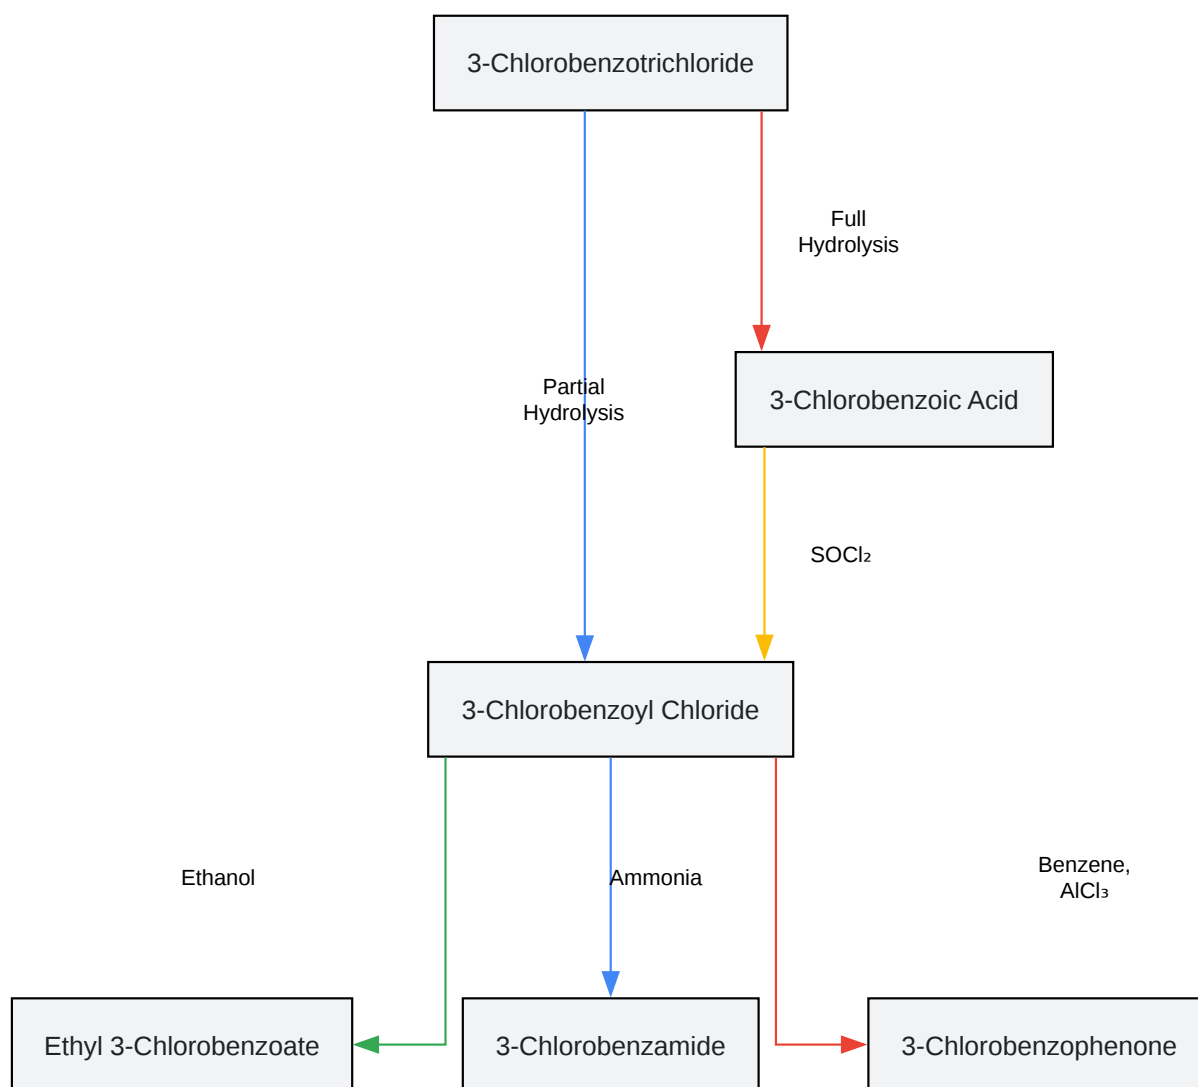 3-Chlorobenzotrichloride
Full
Hydrolysis
Partial
Hydrolysis
3-Chlorobenzoic Acid
SOCl₂
3-Chlorobenzoyl Chloride
Ethanol
Ammonia
Benzene,
AlCl₃
Ethyl 3-Chlorobenzoate
3-Chlorobenzamide
3-Chlorobenzophenone